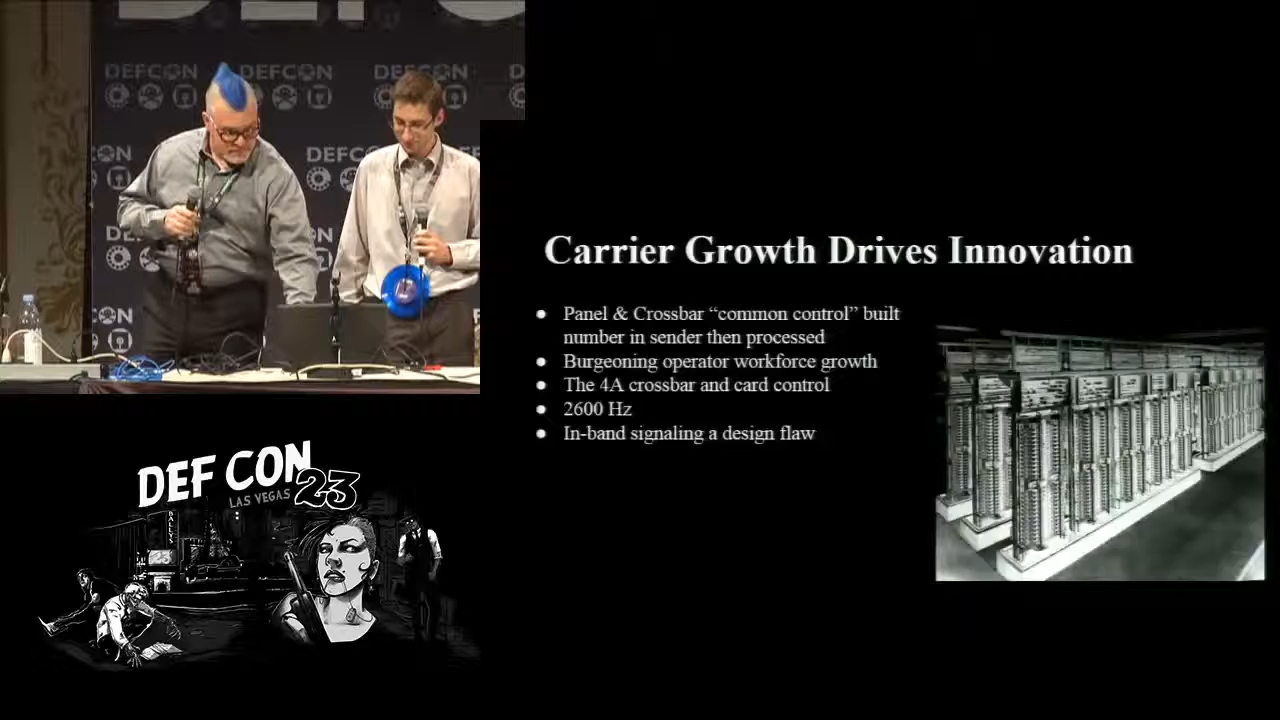 DEFCON
DEFCON
DEFCON
DEFCON
DEF CON 23
LAS VEGAS
BALLYS
Carrier Growth Drives Innovation
Panel & Crossbar “common control” built
number in sender then processed
Burgeoning operator workforce growth
The 4A crossbar and card control
2600 Hz
In-band signaling a design flaw